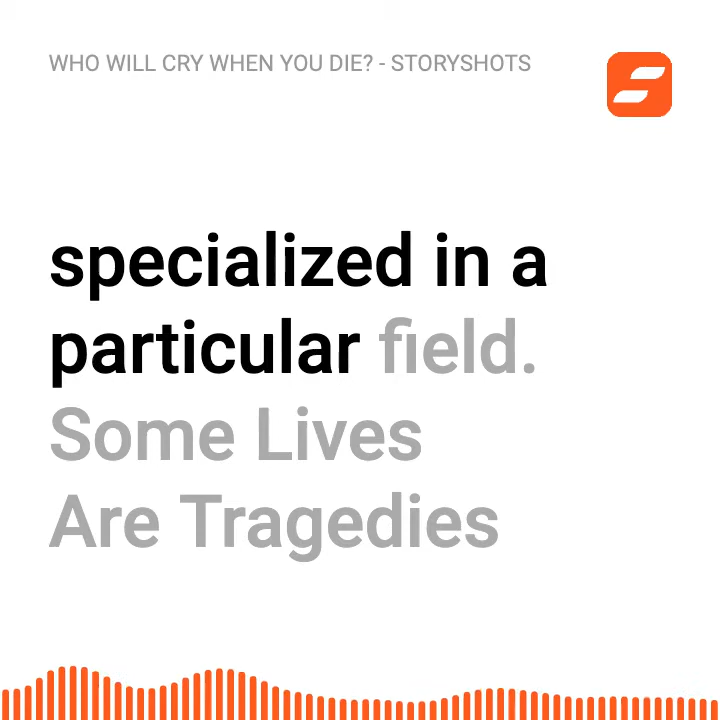 WHO WILL CRY WHEN YOU DIE? - STORYSHOTS
specialized in a
particular field.
Some Lives
Are Tragedies